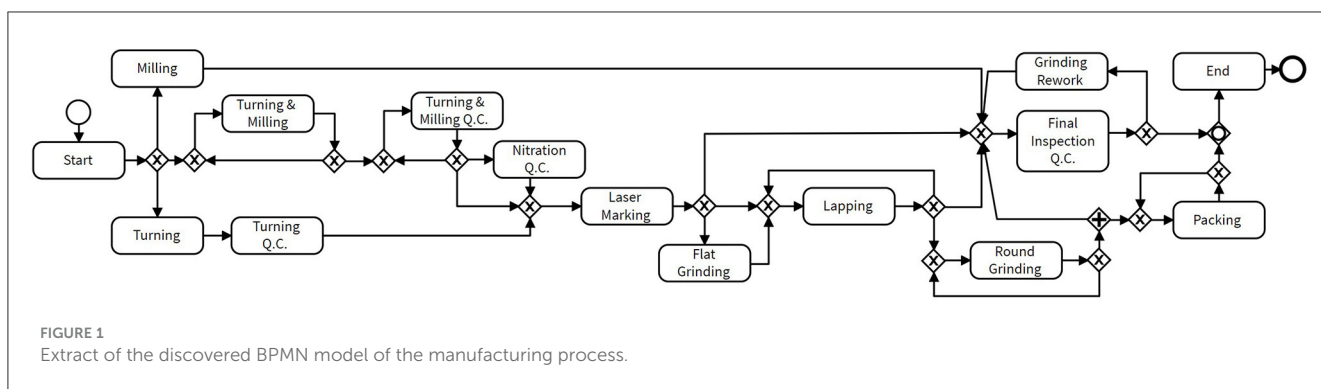 Milling
Grinding
Rework
End
Turning &
Milling
Turning &
Milling Q.C.
Start
Final
Inspection
Q.C.
Nitration
Q.C.
Laser
Marking
Lapping
Packing
Turning
Turning
Q.C.
Flat
Grinding
Round
Grinding
FIGURE 1
Extract of the discovered BPMN model of the manufacturing process.